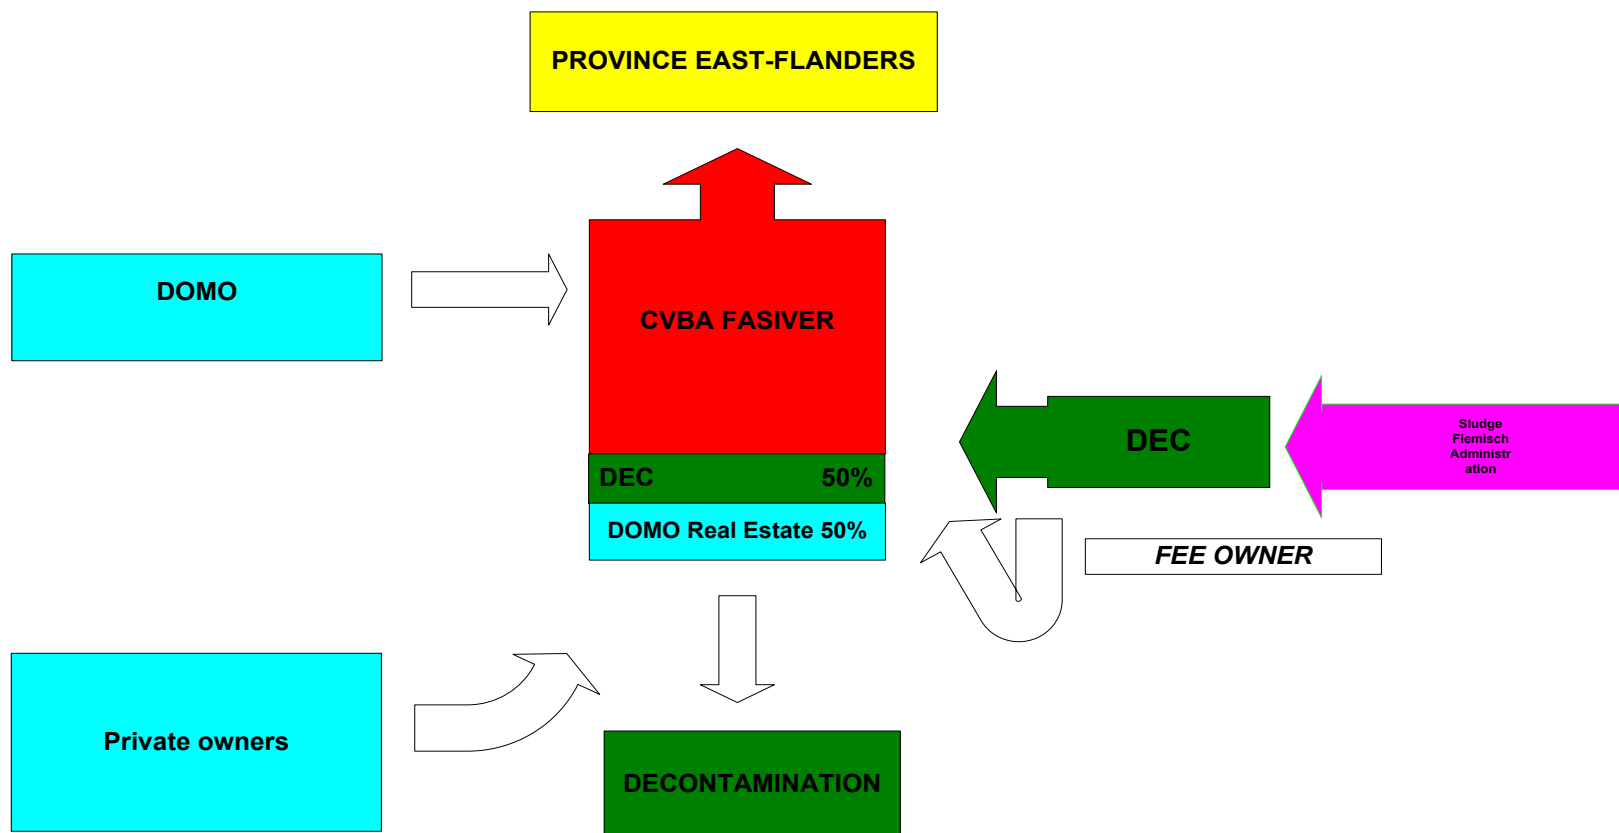 PROVINCE EAST-FLANDERS
DOMO
CVBA FASIVER
DEC
Sludge
Flemisch
Administr
ation
DEC 50%
DOMO Real Estate 50%
FEE OWNER
Private owners
DECONTAMINATION